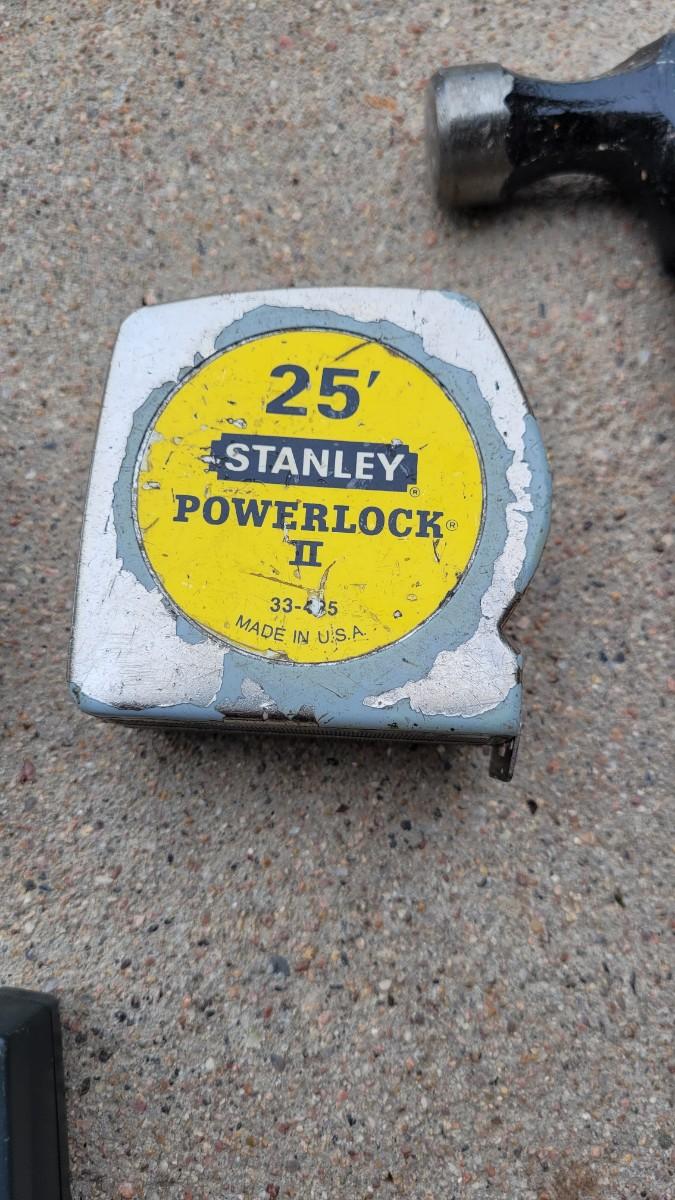 25'
STANLEY®
POWERLOCK®
II
MADE IN U.S.A.